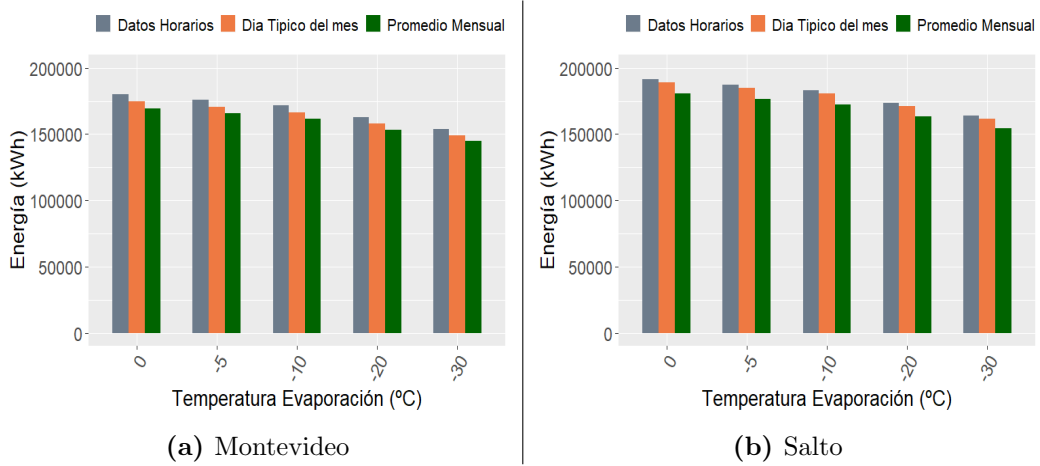 Datos Horarios Dia Tipico del mes Promedio Mensual
200000
150000
100000
50000
0
Energía (kWh)
0 -5 -10 -20 -30
Temperatura Evaporación (ºC)
(a) Montevideo
Datos Horarios Dia Tipico del mes Promedio Mensual
200000
150000
100000
50000
0
Energía (kWh)
0 -5 -10 -20 -30
Temperatura Evaporación (ºC)
(b) Salto